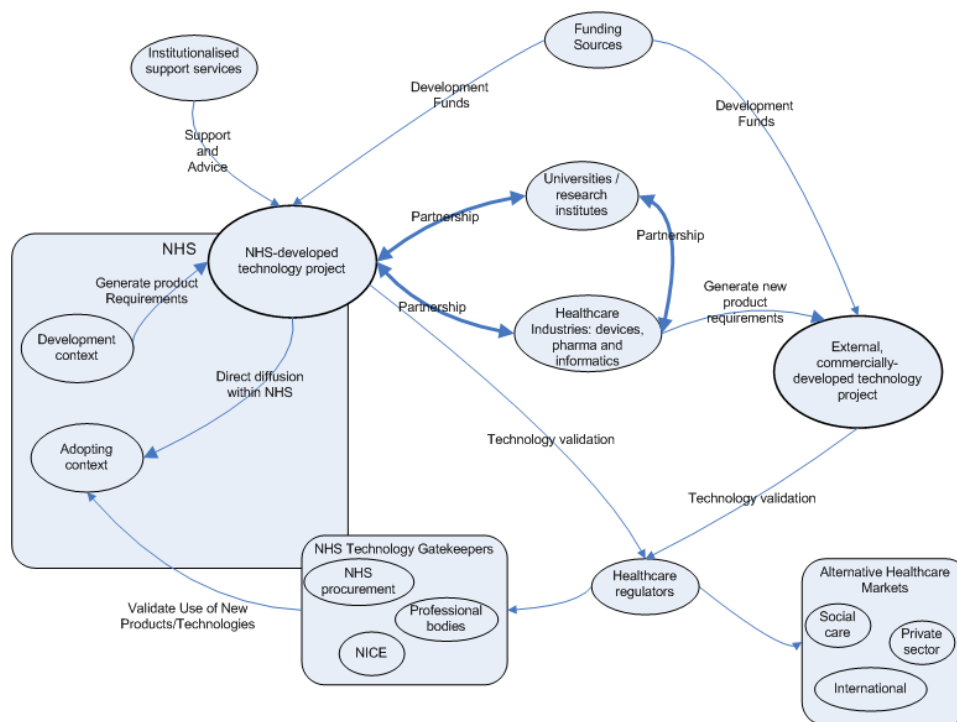 Funding
Sources
Institutionalised
support services
Development
Funds
Development
Funds
Support
and
Advice
Universities /
research
institutes
Partnership
Partnership
NHS
NHS-developed
technology project
Generate product
Requirements
Partnership
Generate new
product
requirements
Development
context
Healthcare
Industries: devices,
pharma and
informatics
External,
commercially-
developed technology
project
Direct diffusion
within NHS
Adopting
context
Technology validation
Technology validation
NHS Technology Gatekeepers
NHS
procurement
Professional
bodies
NICE
Healthcare
regulators
Validate Use of New
Products/Technologies
Alternative Healthcare
Markets
Social
care
Private
sector
International